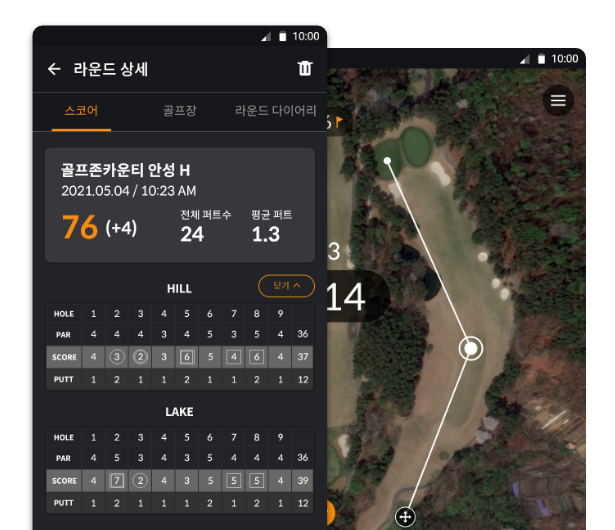 10:00
라운드 상세
스코어 골프장 라운드 다이어리
골프존카운티 안성 H
2021.05.04 / 10:23 AM
전체 퍼트수 평균 퍼트
76 (+4) 24 1.3
HILL 닫기
HOLE 1 2 3 4 5 6 7 8 9
PAR 4 4 4 3 4 5 3 5 4 36
SCORE 4 3 2 3 6 5 4 6 4 37
PUTT 1 2 1 1 2 1 1 2 1 12
LAKE
HOLE 1 2 3 4 5 6 7 8 9
PAR 4 5 4 3 5 4 4 4 4 36
SCORE 4 7 2 4 3 5 5 5 4 39
PUTT 1 2 1 1 1 2 1 2 1 12
10:00
3
14